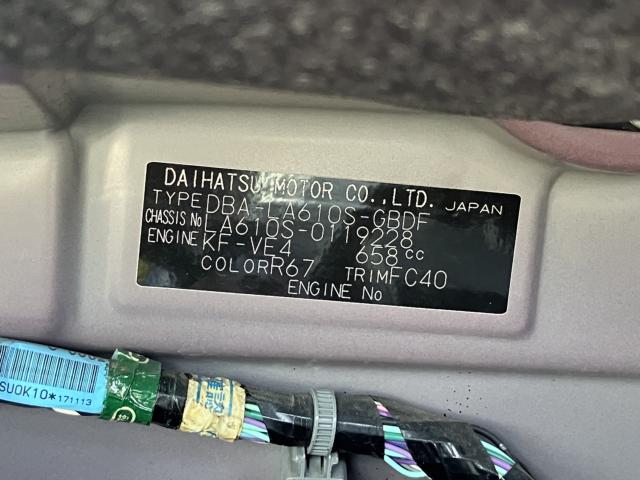 DAIHATSU MOTOR CO.,LTD. JAPAN
TYPE DBA-LA610S-GBDF
CHASSIS No LA610S-0119228
ENGINE KF-VE4 658cc
COLOR R67 TRIM FC40
ENGINE No
SU0K10*171113